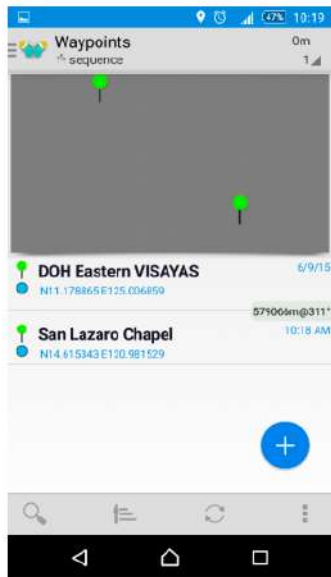 47% 10:19
Waypoints 0m
sequence 1
DOH Eastern VISAYAS 6/9/15
N11.178865 E125.006859
579066m@311°
San Lazaro Chapel 10:18 AM
N14.615343 E120.981529
+